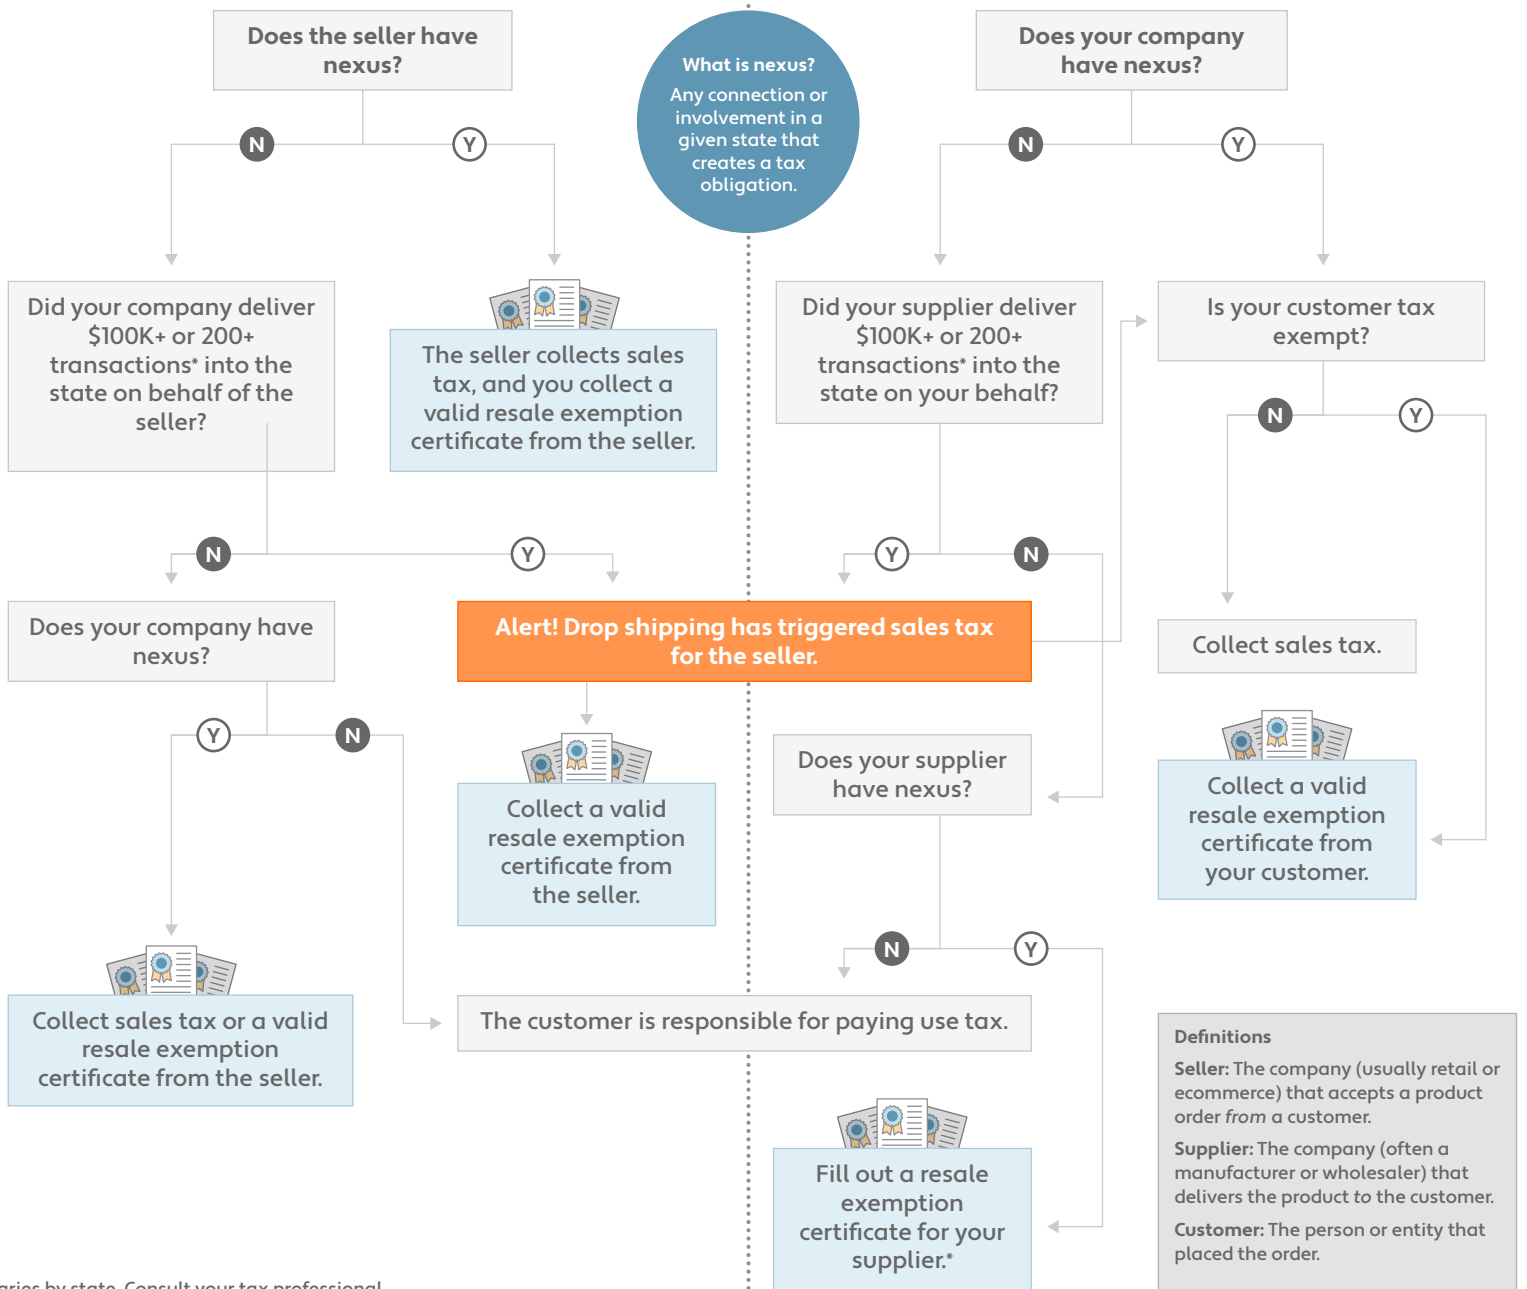 Does the seller have
nexus?
N
Y
Did your company deliver
$100K+ or 200+
transactions* into the
state on behalf of the
seller?
The seller collects sales
tax, and you collect a
valid resale exemption
certificate from the seller.
N
Y
Does your company have
nexus?
Y
N
Collect sales tax or a valid
resale exemption
certificate from the seller.
What is nexus?
Any connection or
involvement in a
given state that
creates a tax
obligation.
Alert! Drop shipping has triggered sales tax
for the seller.
Collect a valid
resale exemption
certificate from
the seller.
The customer is responsible for paying use tax.
Does your company
have nexus?
N
Y
Did your supplier deliver
$100K+ or 200+
transactions* into the
state on your behalf?
Is your customer tax
exempt?
N
Y
Y
N
Collect sales tax.
Does your supplier
have nexus?
Collect a valid
resale exemption
certificate from
your customer.
N
Y
Fill out a resale
exemption
certificate for your
supplier.*
Definitions
Seller: The company (usually retail or
ecommerce) that accepts a product
order from a customer.
Supplier: The company (often a
manufacturer or wholesaler) that
delivers the product to the customer.
Customer: The person or entity that
placed the order.
by state. Consult your tax professional